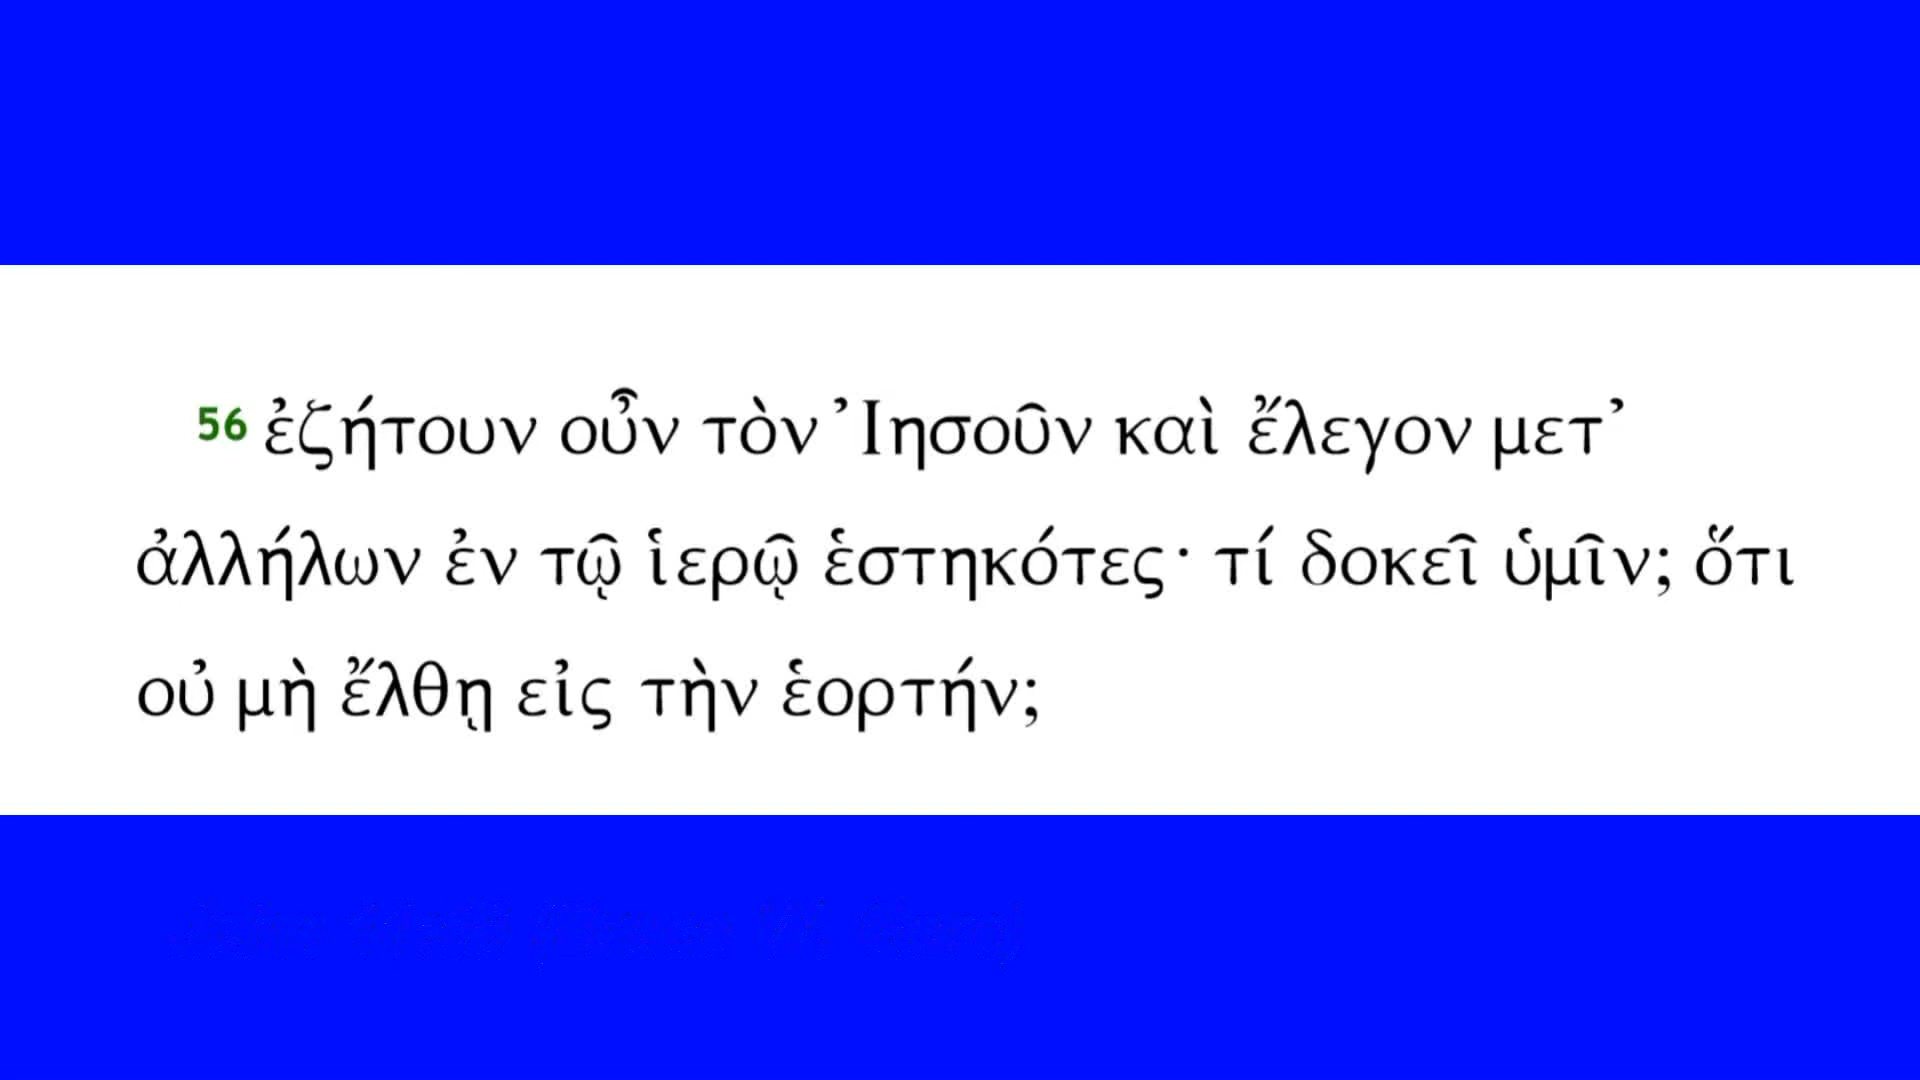 56 ἐζήτουν οὖν τὸν Ἰησοῦν καὶ ἔλεγον μετ’
ἀλλήλων ἐν τῷ ἱερῷ ἑστηκότες· τί δοκεῖ ὑμῖν; ὅτι
οὐ μὴ ἔλθῃ εἰς τὴν ἑορτήν;